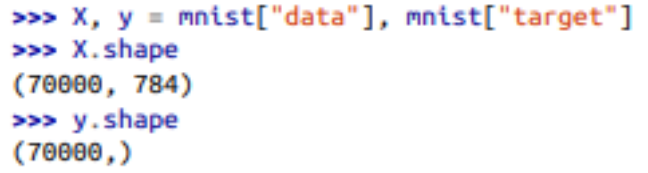 >>> X, y = mnist["data"], mnist["target"]
>>> X.shape
(70000, 784)
>>> y.shape
(70000,)